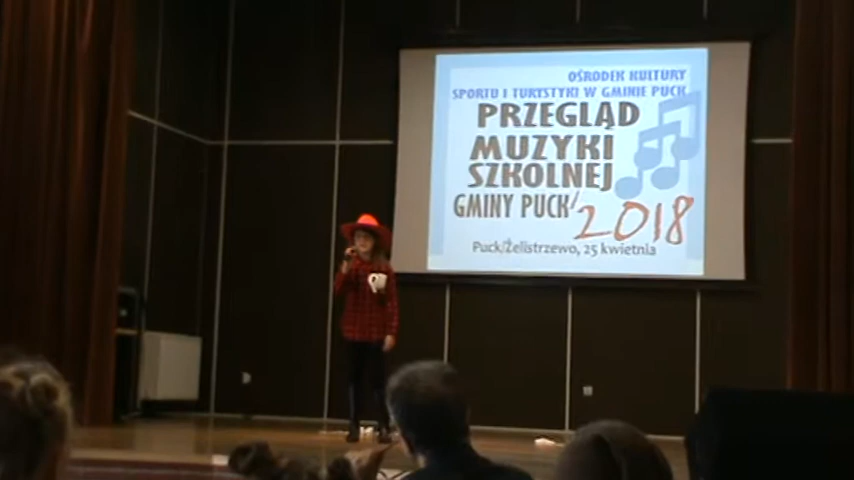 OŚRODEK KULTURY
SPORTU I TURYSTYKI W GMINIE PUCK
PRZEGLĄD
MUZYKI
SZKOLNEJ
GMINY PUCK'
2018
Puck/Żelistrzewo, 25 kwietnia